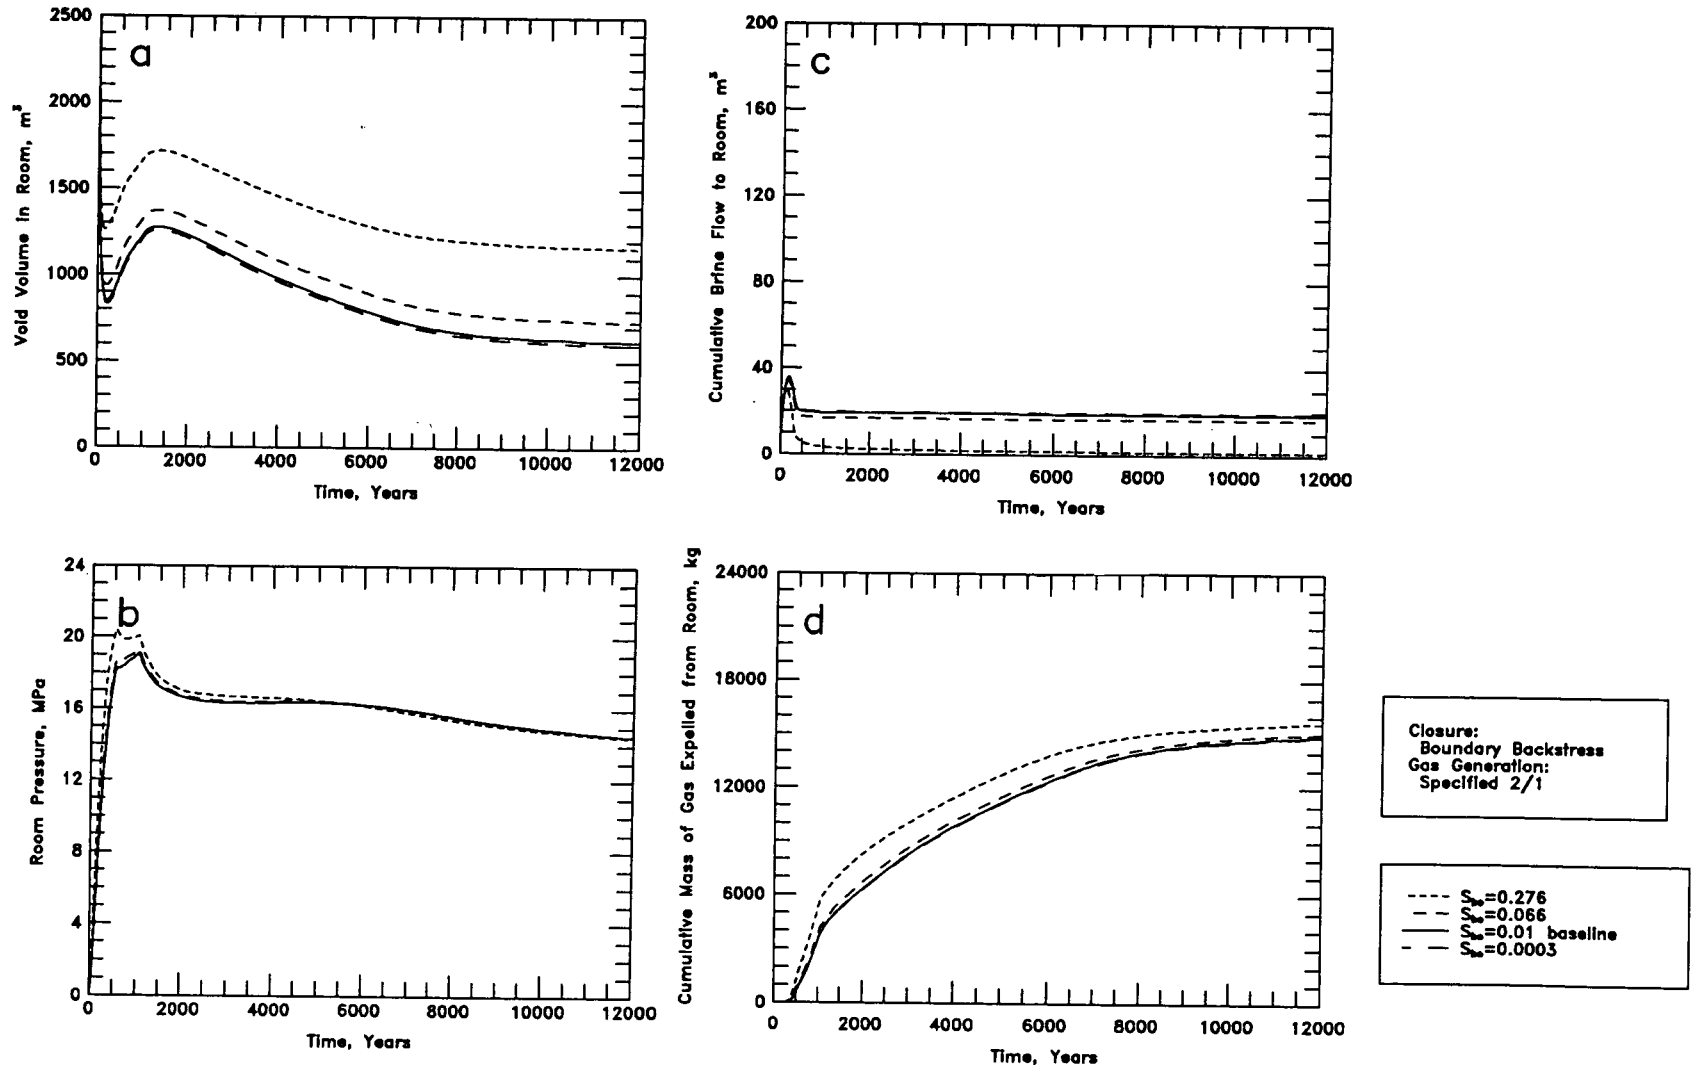 a
2500
2000
1500
1000
500
0
Void Volume in Room, m³
0 2000 4000 6000 8000 10000 12000
Time, Years
c
200
160
120
80
40
0
Cumulative Brine Flow to Room, m³
0 2000 4000 6000 8000 10000 12000
Time, Years
b
24
20
16
12
8
4
0
Room Pressure, MPa
0 2000 4000 6000 8000 10000 12000
Time, Years
d
24000
18000
12000
6000
0
Cumulative Mass of Gas Expelled from Room, kg
0 2000 4000 6000 8000 10000 12000
Time, Years
Closure:
Boundary Backstress
Gas Generation:
Specified 2/1
S_bo=0.276
S_bo=0.066
S_bo=0.01 baseline
S_bo=0.0003